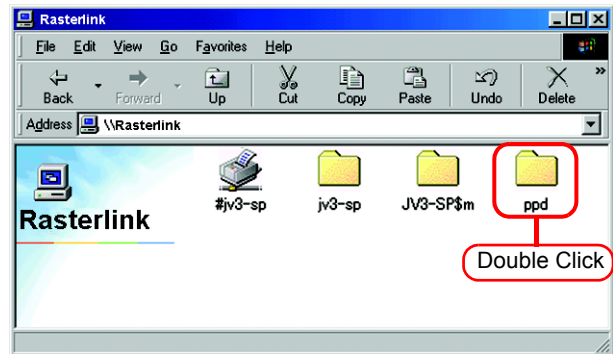 Rasterlink
File Edit View Go Favorites Help
Back Forward Up Cut Copy Paste Undo Delete »
Address \\Rasterlink
Rasterlink
#jv3-sp jv3-sp JV3-SP$m ppd
Double Click